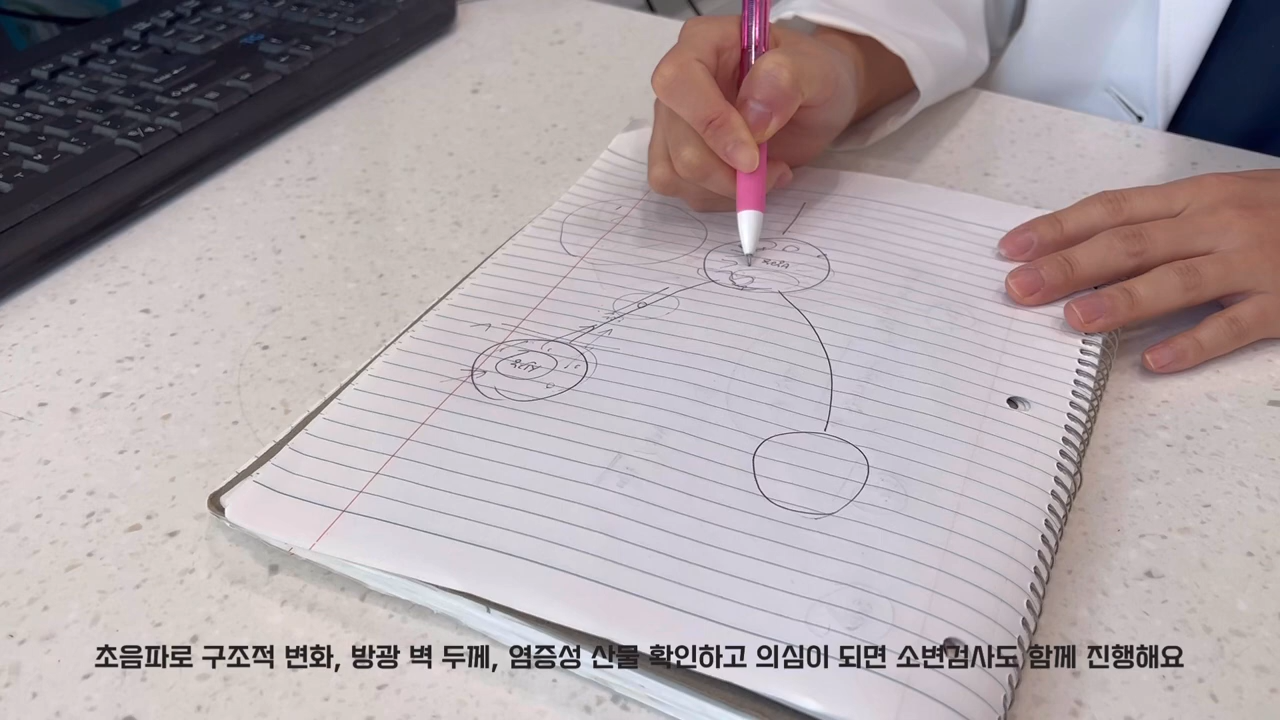 초음파로 구조적 변화, 방광 벽 두께, 염증성 산물 확인하고 의심이 되면 소변검사도 함께 진행해요